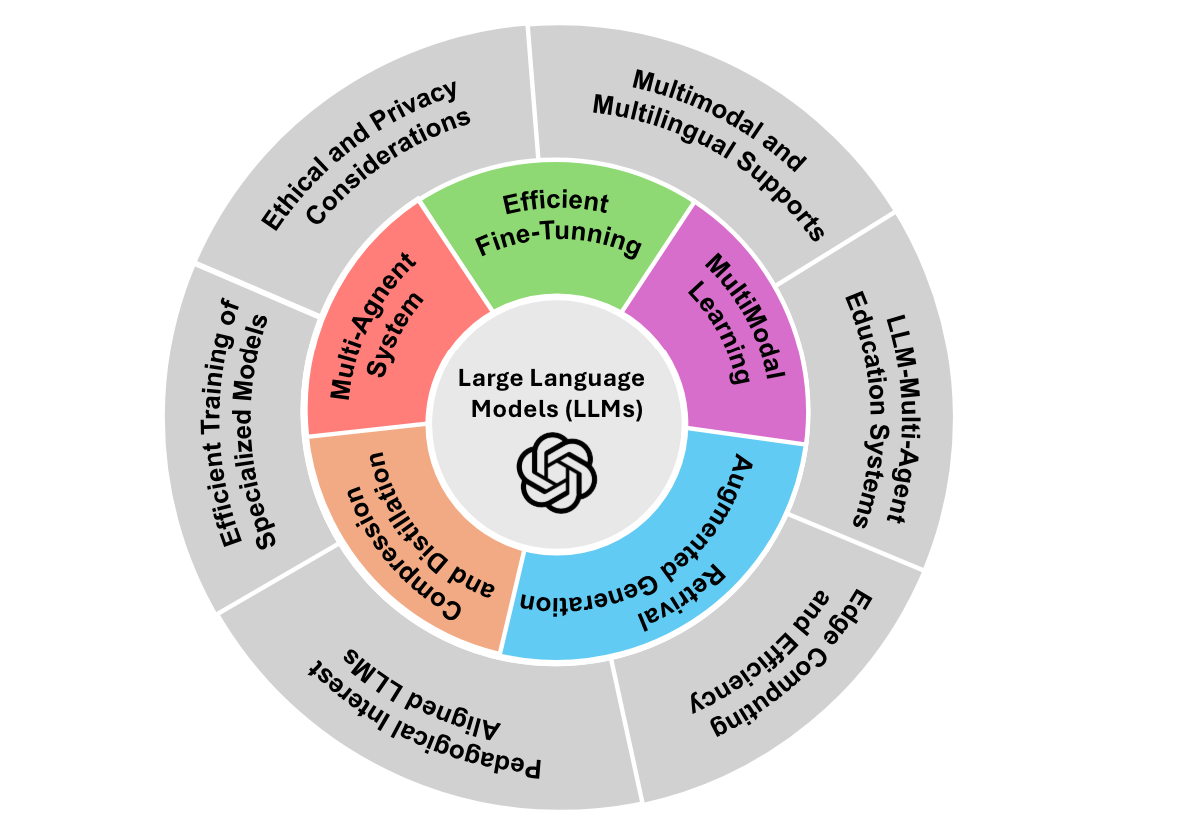 Large Language
Models (LLMs)
Efficient
Fine-Tunning
MultiModal
Learning
Retrival
Augmented Generation
Compression
and Distillation
Multi-Agnent
System
Multimodal and
Multilingual Supports
LLM-Multi-Agent
Education Systems
Edge Computing
and Efficiency
Pedagogical Interest
Aligned LLMs
Efficient Training of
Specialized Models
Ethical and Privacy
Considerations